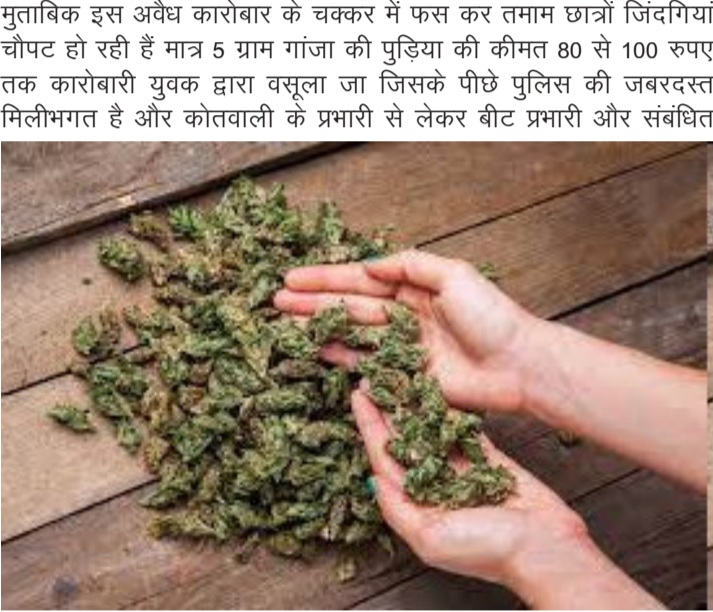 मुताबिक इस अवैध कारोबार के चक्कर में फस कर तमाम छात्रों जिंदगियां
चौपट हो रही हैं मात्र 5 ग्राम गांजा की पुड़िया की कीमत 80 से 100 रुपए
तक कारोबारी युवक द्वारा वसूला जा जिसके पीछे पुलिस की जबरदस्त
मिलीभगत है और कोतवाली के प्रभारी से लेकर बीट प्रभारी और संबंधित